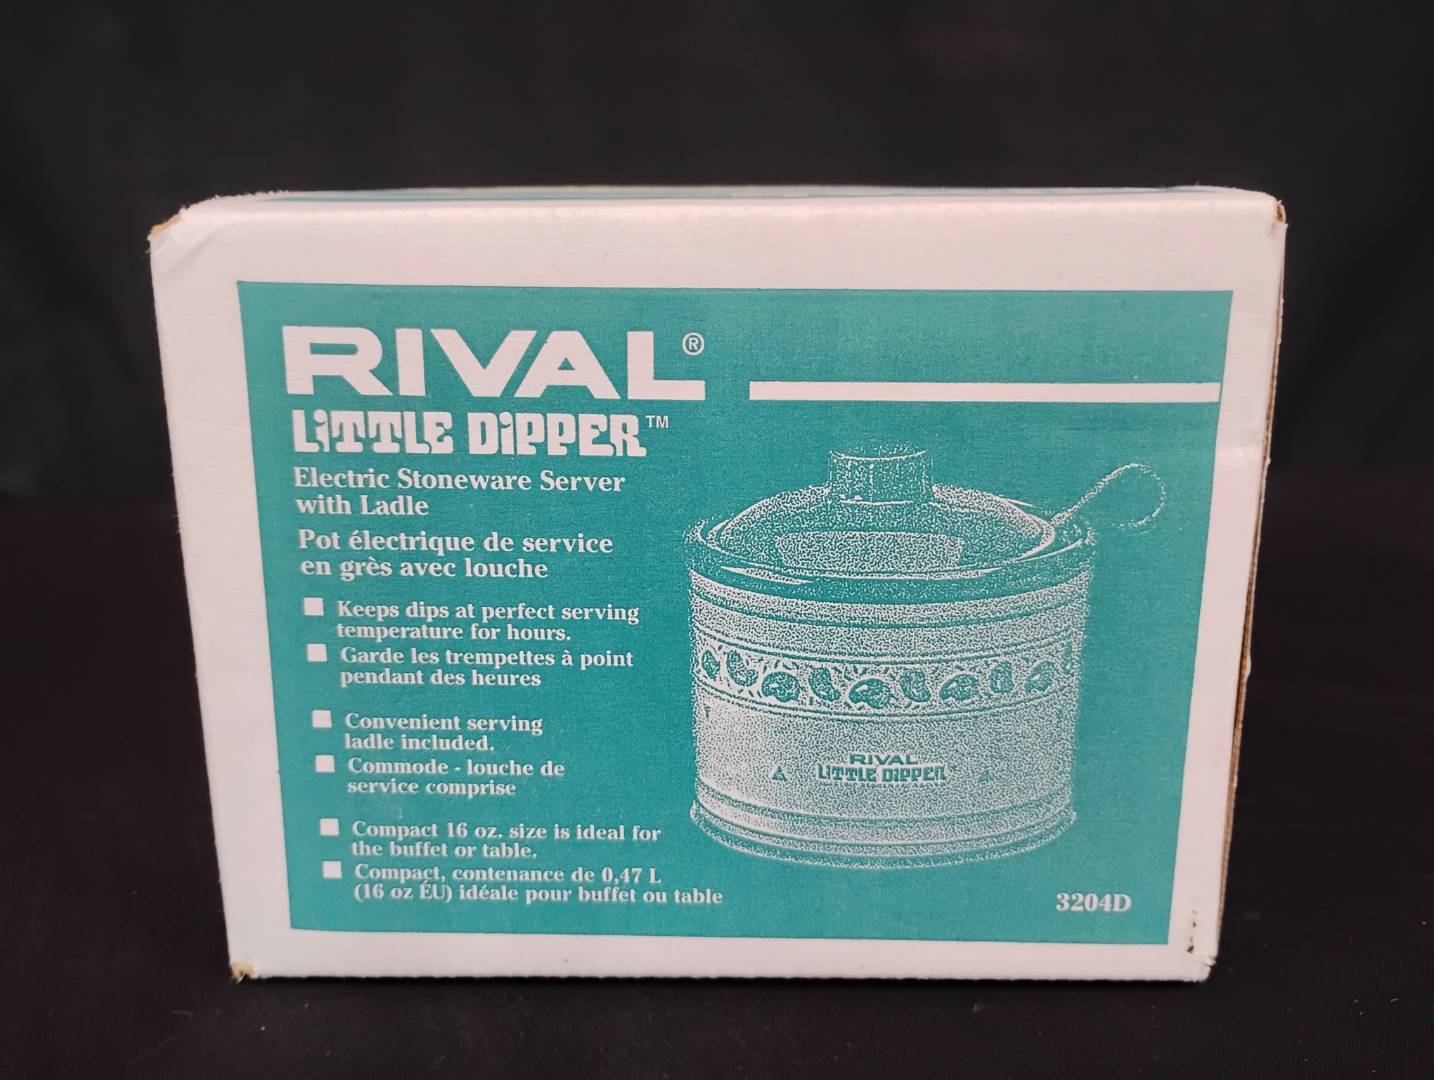 RIVAL®
LiTTLE DiPPER™
Electric Stoneware Server
with Ladle
Pot électrique de service
en grès avec louche
Keeps dips at perfect serving
temperature for hours.
Garde les trempettes à point
pendant des heures
Convenient serving
ladle included.
Commode - louche de
service comprise
Compact 16 oz. size is ideal for
the buffet or table.
Compact, contenance de 0,47 L
(16 oz ÉU) idéale pour buffet ou table
RIVAL
LiTTLE DiPPER
3204D